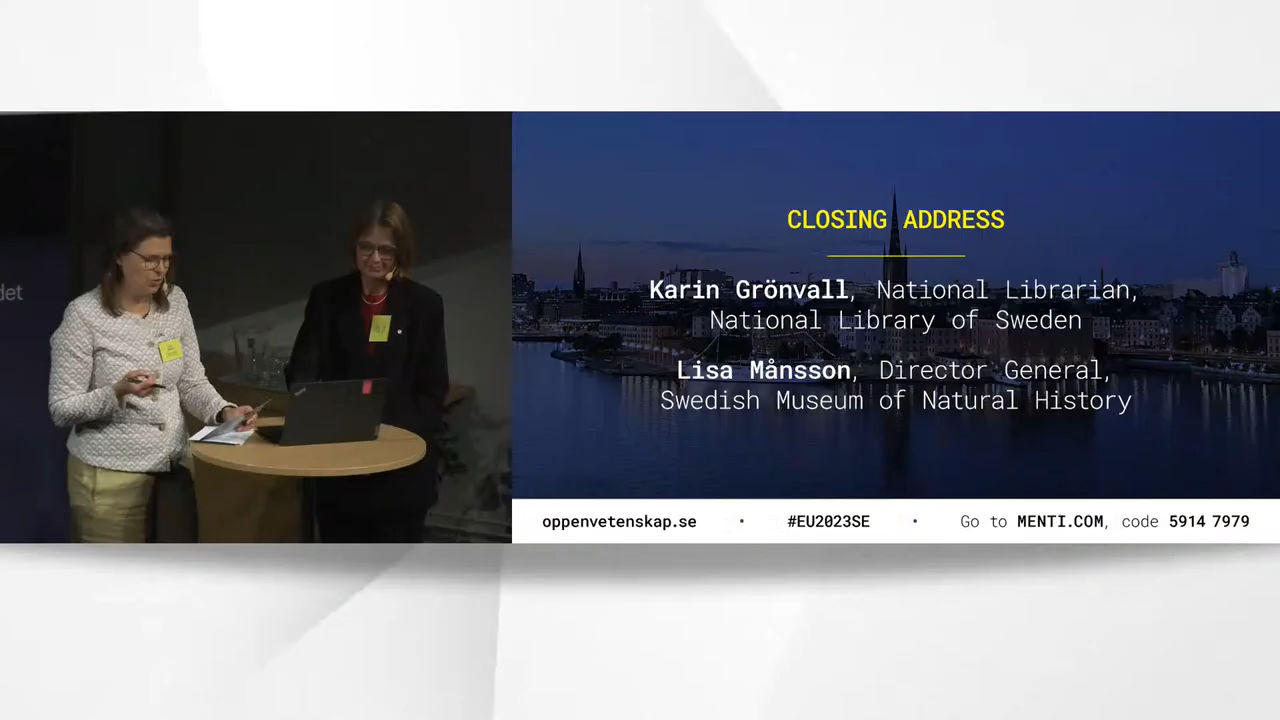 det
CLOSING ADDRESS
Karin Grönvall, National Librarian,
National Library of Sweden
Lisa Månsson, Director General,
Swedish Museum of Natural History
oppenvetenskap.se • #EU2023SE • Go to MENTI.COM, code 5914 7979